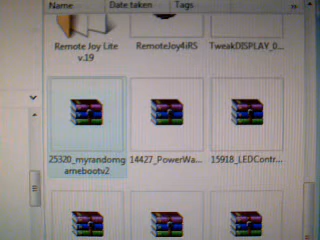 Name Date taken Tags »
Remote Joy Lite RemoteJoy4iRS TweakDISPLAY_0...
v.19
25320_myrandomg 14427_PowerWa... 15918_LEDContr...
amebootv2